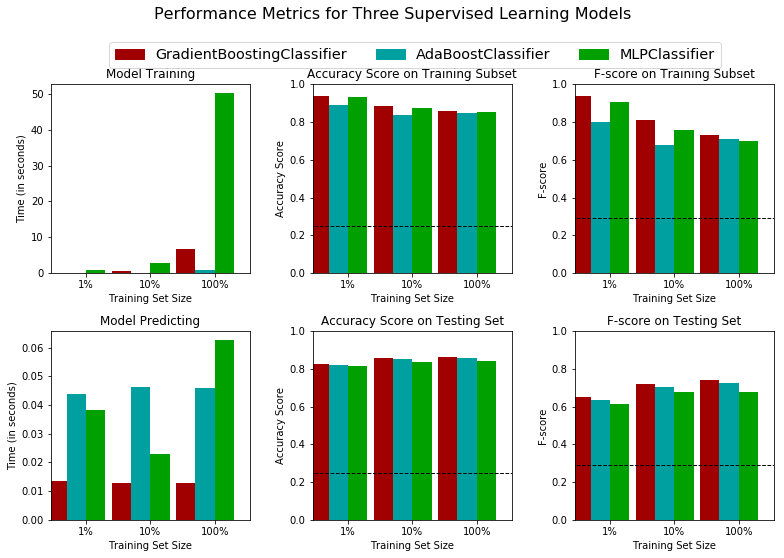 Performance Metrics for Three Supervised Learning Models
GradientBoostingClassifier AdaBoostClassifier MLPClassifier
Model Training
Time (in seconds)
50
40
30
20
10
0
1% 10% 100%
Training Set Size
Accuracy Score on Training Subset
Accuracy Score
1.0
0.8
0.6
0.4
0.2
0.0
1% 10% 100%
Training Set Size
F-score on Training Subset
F-score
1.0
0.8
0.6
0.4
0.2
0.0
1% 10% 100%
Training Set Size
Model Predicting
Time (in seconds)
0.06
0.05
0.04
0.03
0.02
0.01
0.00
1% 10% 100%
Training Set Size
Accuracy Score on Testing Set
Accuracy Score
1.0
0.8
0.6
0.4
0.2
0.0
1% 10% 100%
Training Set Size
F-score on Testing Set
F-score
1.0
0.8
0.6
0.4
0.2
0.0
1% 10% 100%
Training Set Size